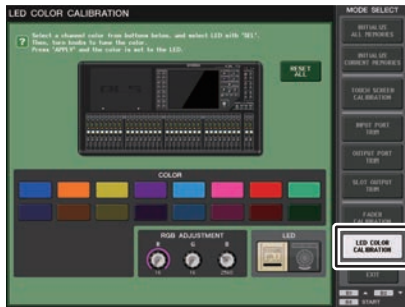 LED COLOR CALIBRATION
MODE SELECT
Select a channel color from buttons below, and select LED with "SEL".
Then, turn knobs to tune the color.
Press "APPLY" and the color is set to the LED.
RESET
ALL
COLOR
RGB ADJUSTMENT
LED
R
G
B
INITIALIZE
ALL MEMORIES
INITIALIZE
CURRENT MEMORIES
TOUCH SCREEN
CALIBRATION
INPUT PORT
TRIM
OUTPUT PORT
TRIM
SLOT OUTPUT
TRIM
FADER
CALIBRATION
LED COLOR
CALIBRATION
EXIT
START